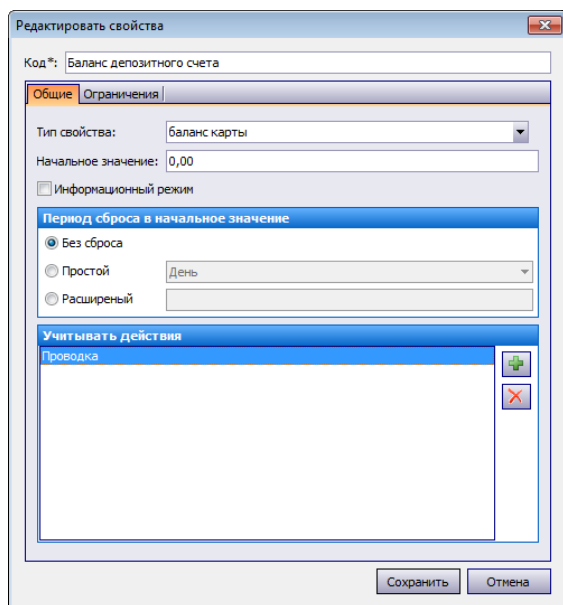 Редактировать свойства
Код*: Баланс депозитного счета
Общие Ограничения
Тип свойства: баланс карты
Начальное значение: 0,00
Информационный режим
Период сброса в начальное значение
Без сброса
Простой День
Расширеный
Учитывать действия
Проводка
Сохранить Отмена